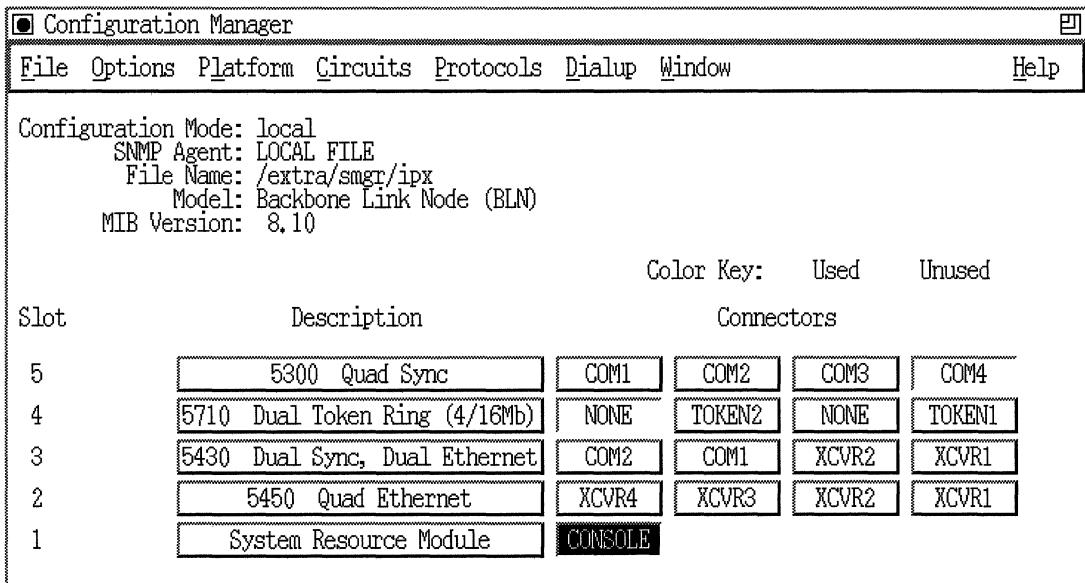 Configuration Manager
File Options Platform Circuits Protocols Dialup Window Help
Configuration Mode: local
SNMP Agent: LOCAL FILE
File Name: /extra/smgr/ipx
Model: Backbone Link Node (BLN)
MIB Version: 8.10
Color Key: Used Unused
Slot Description Connectors
5 5300 Quad Sync COM1 COM2 COM3 COM4
4 5710 Dual Token Ring (4/16Mb) NONE TOKEN2 NONE TOKEN1
3 5430 Dual Sync, Dual Ethernet COM2 COM1 XCVR2 XCVR1
2 5450 Quad Ethernet XCVR4 XCVR3 XCVR2 XCVR1
1 System Resource Module CONSOLE